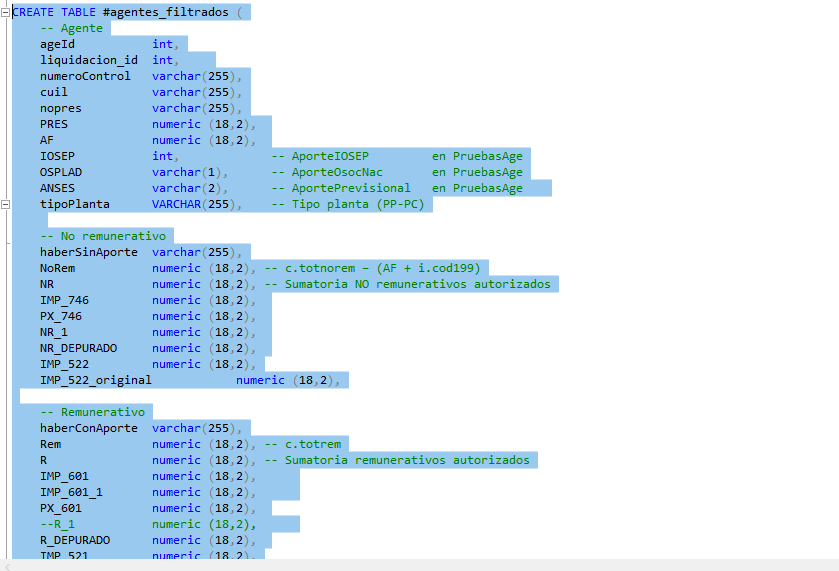 CREATE TABLE #agentes_filtrados (
-- Agente
ageId int,
liquidacion_id int,
numeroControl varchar(255),
cuil varchar(255),
nopres varchar(255),
PRES numeric (18,2),
AF numeric (18,2),
IOSEP int, -- AporteIOSEP en PruebasAge
OSPLAD varchar(1), -- AporteOsocNac en PruebasAge
ANSES varchar(2), -- AportePrevisional en PruebasAge
tipoPlanta VARCHAR(255), -- Tipo planta (PP-PC)
-- No remunerativo
haberSinAporte varchar(255),
NoRem numeric (18,2), -- c.totnorem – (AF + i.cod199)
NR numeric (18,2), -- Sumatoria NO remunerativos autorizados
IMP_746 numeric (18,2),
PX_746 numeric (18,2),
NR_1 numeric (18,2),
NR_DEPURADO numeric (18,2),
IMP_522 numeric (18,2),
IMP_522_original numeric (18,2),
-- Remunerativo
haberConAporte varchar(255),
Rem numeric (18,2), -- c.totrem
R numeric (18,2), -- Sumatoria remunerativos autorizados
IMP_601 numeric (18,2),
IMP_601_1 numeric (18,2),
PX_601 numeric (18,2),
--R_1 numeric (18,2),
R_DEPURADO numeric (18,2),
IMP_521 numeric (18,2),